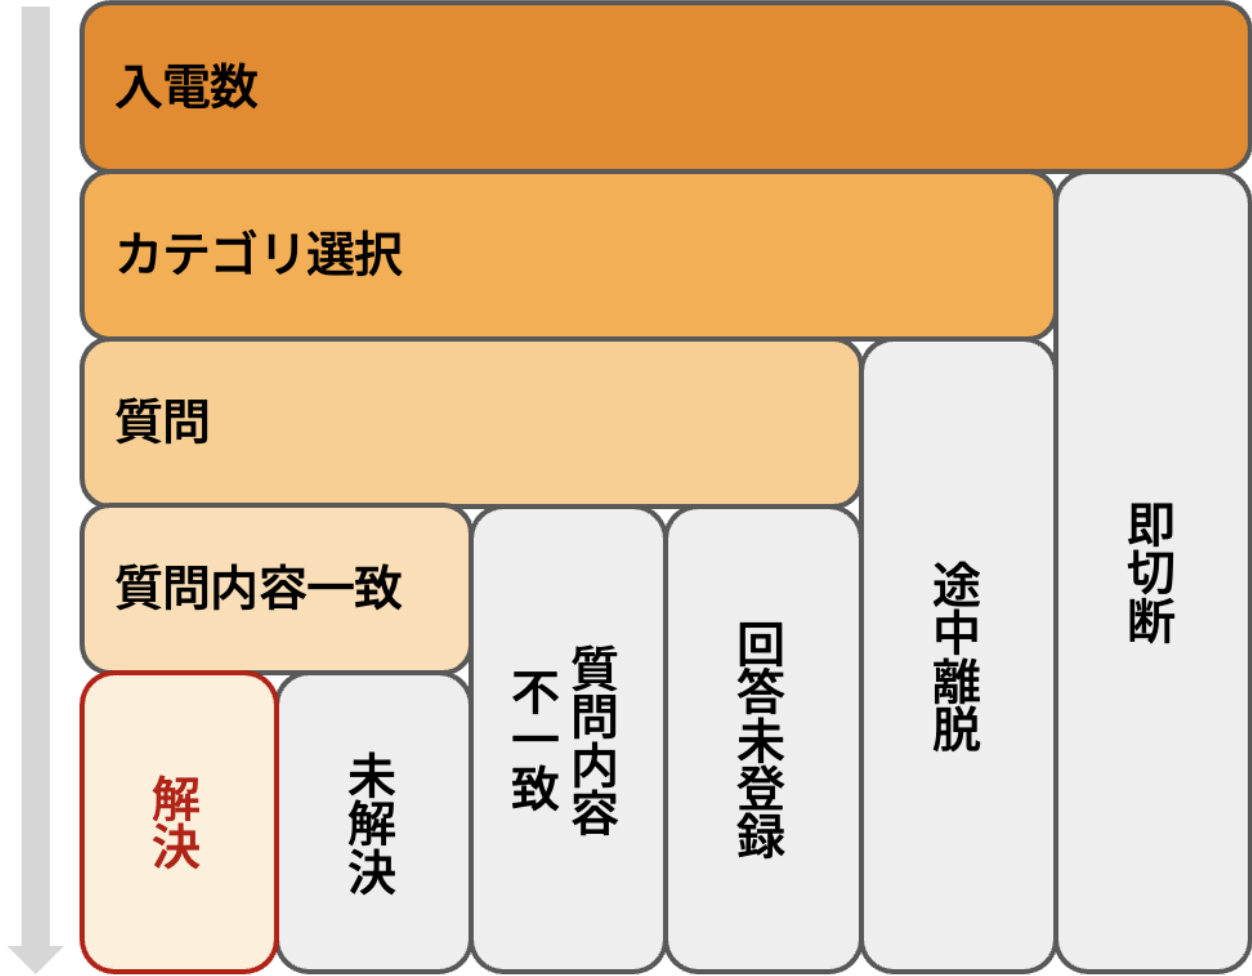 入電数
カテゴリ選択
質問
質問内容一致
解決
未解決
質問内容
不一致
回答未登録
途中離脱
即切断